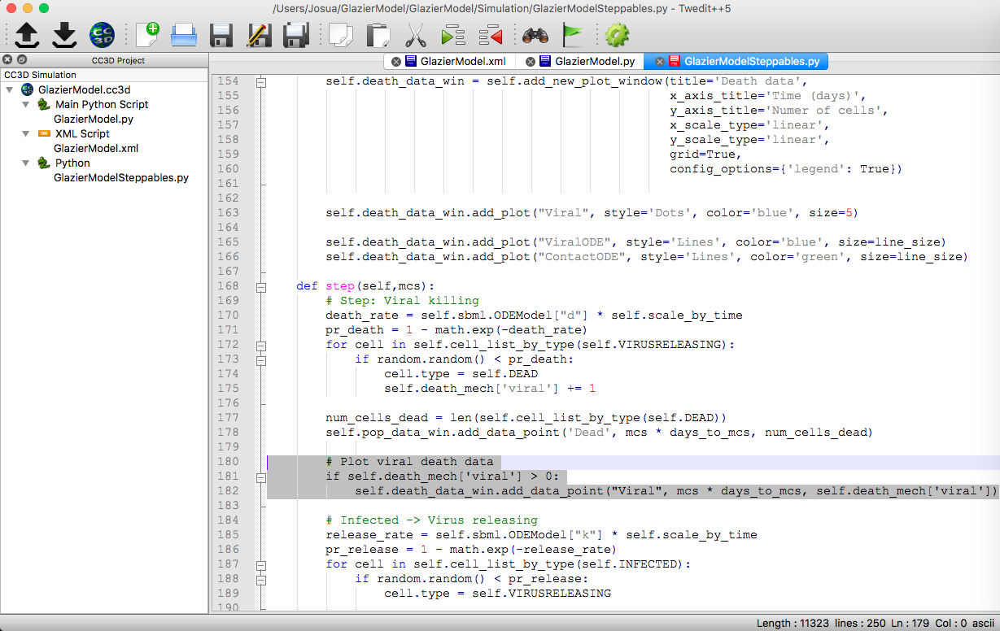 /Users/Josua/GlazierModel/GlazierModel/Simulation/GlazierModelSteppables.py - Twedit++5
CC3D
CC3D Project
GlazierModel.xml
GlazierModel.py
GlazierModelSteppables.py
CC3D Simulation
GlazierModel.cc3d
Main Python Script
GlazierModel.py
XML Script
GlazierModel.xml
Python
GlazierModelSteppables.py
154 self.death_data_win = self.add_new_plot_window(title='Death data',
155 x_axis_title='Time (days)',
156 y_axis_title='Numer of cells',
157 x_scale_type='linear',
158 y_scale_type='linear',
159 grid=True,
160 config_options={'legend': True})
161
162
163 self.death_data_win.add_plot("Viral", style='Dots', color='blue', size=5)
164
165 self.death_data_win.add_plot("ViralODE", style='Lines', color='blue', size=line_size)
166 self.death_data_win.add_plot("ContactODE", style='Lines', color='green', size=line_size)
167
168 def step(self,mcs):
169 # Step: Viral killing
170 death_rate = self.sbml.ODEModel["d"] * self.scale_by_time
171 pr_death = 1 - math.exp(-death_rate)
172 for cell in self.cell_list_by_type(self.VIRUSRELEASING):
173 if random.random() < pr_death:
174 cell.type = self.DEAD
175 self.death_mech['viral'] += 1
176
177 num_cells_dead = len(self.cell_list_by_type(self.DEAD))
178 self.pop_data_win.add_data_point('Dead', mcs * days_to_mcs, num_cells_dead)
179
180 # Plot viral death data
181 if self.death_mech['viral'] > 0:
182 self.death_data_win.add_data_point("Viral", mcs * days_to_mcs, self.death_mech['viral'])
183
184 # Infected -> Virus releasing
185 release_rate = self.sbml.ODEModel["k"] * self.scale_by_time
186 pr_release = 1 - math.exp(-release_rate)
187 for cell in self.cell_list_by_type(self.INFECTED):
188 if random.random() < pr_release:
189 cell.type = self.VIRUSRELEASING
190
Length : 11323 lines : 250 Ln : 179 Col : 0 ascii